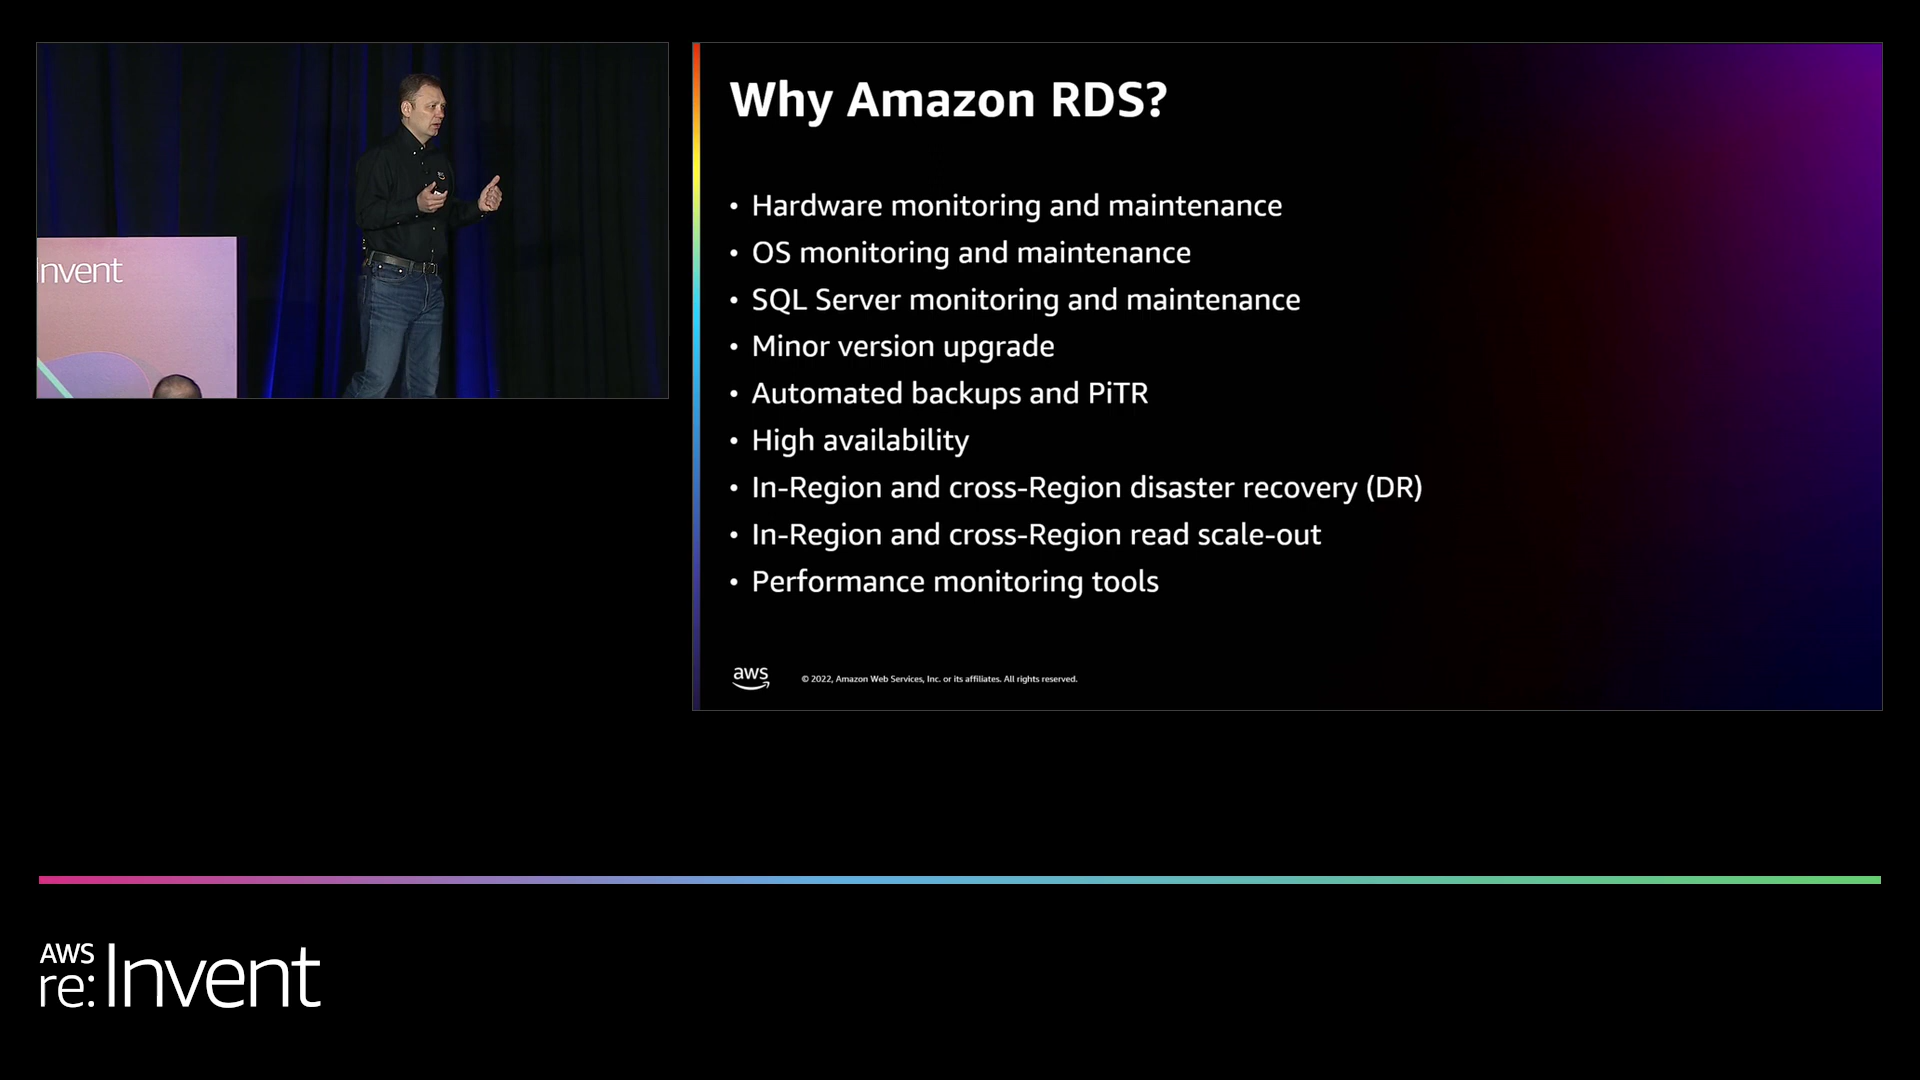 Invent
Why Amazon RDS?
• Hardware monitoring and maintenance
• OS monitoring and maintenance
• SQL Server monitoring and maintenance
• Minor version upgrade
• Automated backups and PiTR
• High availability
• In-Region and cross-Region disaster recovery (DR)
• In-Region and cross-Region read scale-out
• Performance monitoring tools
aws
© 2022, Amazon Web Services, Inc. or its affiliates. All rights reserved.
AWS
re:Invent